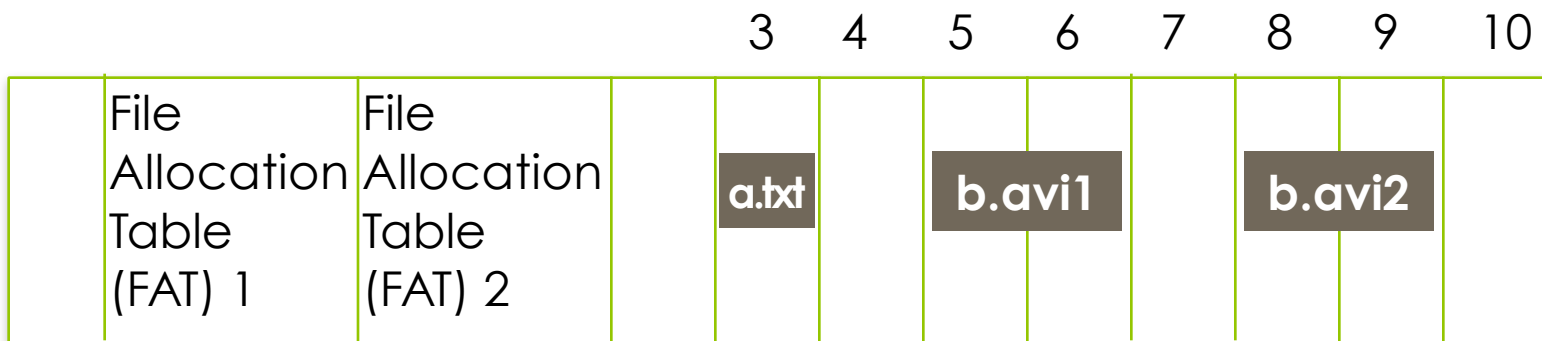 3 4 5 6 7 8 9 10
File
Allocation
Table
(FAT) 1
File
Allocation
Table
(FAT) 2
a.txt
b.avi1
b.avi2